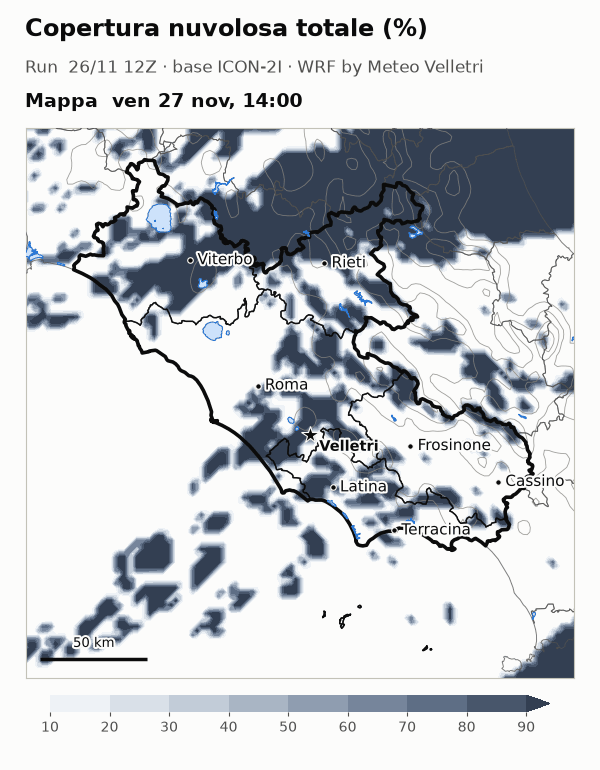 Copertura nuvolosa totale (%)
Run  26/11 12Z · base ICON-2I · WRF by Meteo Velletri
Mappa  ven 27 nov, 14:00
Viterbo
Rieti
Roma
Velletri
Frosinone
Latina
Cassino
Terracina
50 km
10 20 30 40 50 60 70 80 90